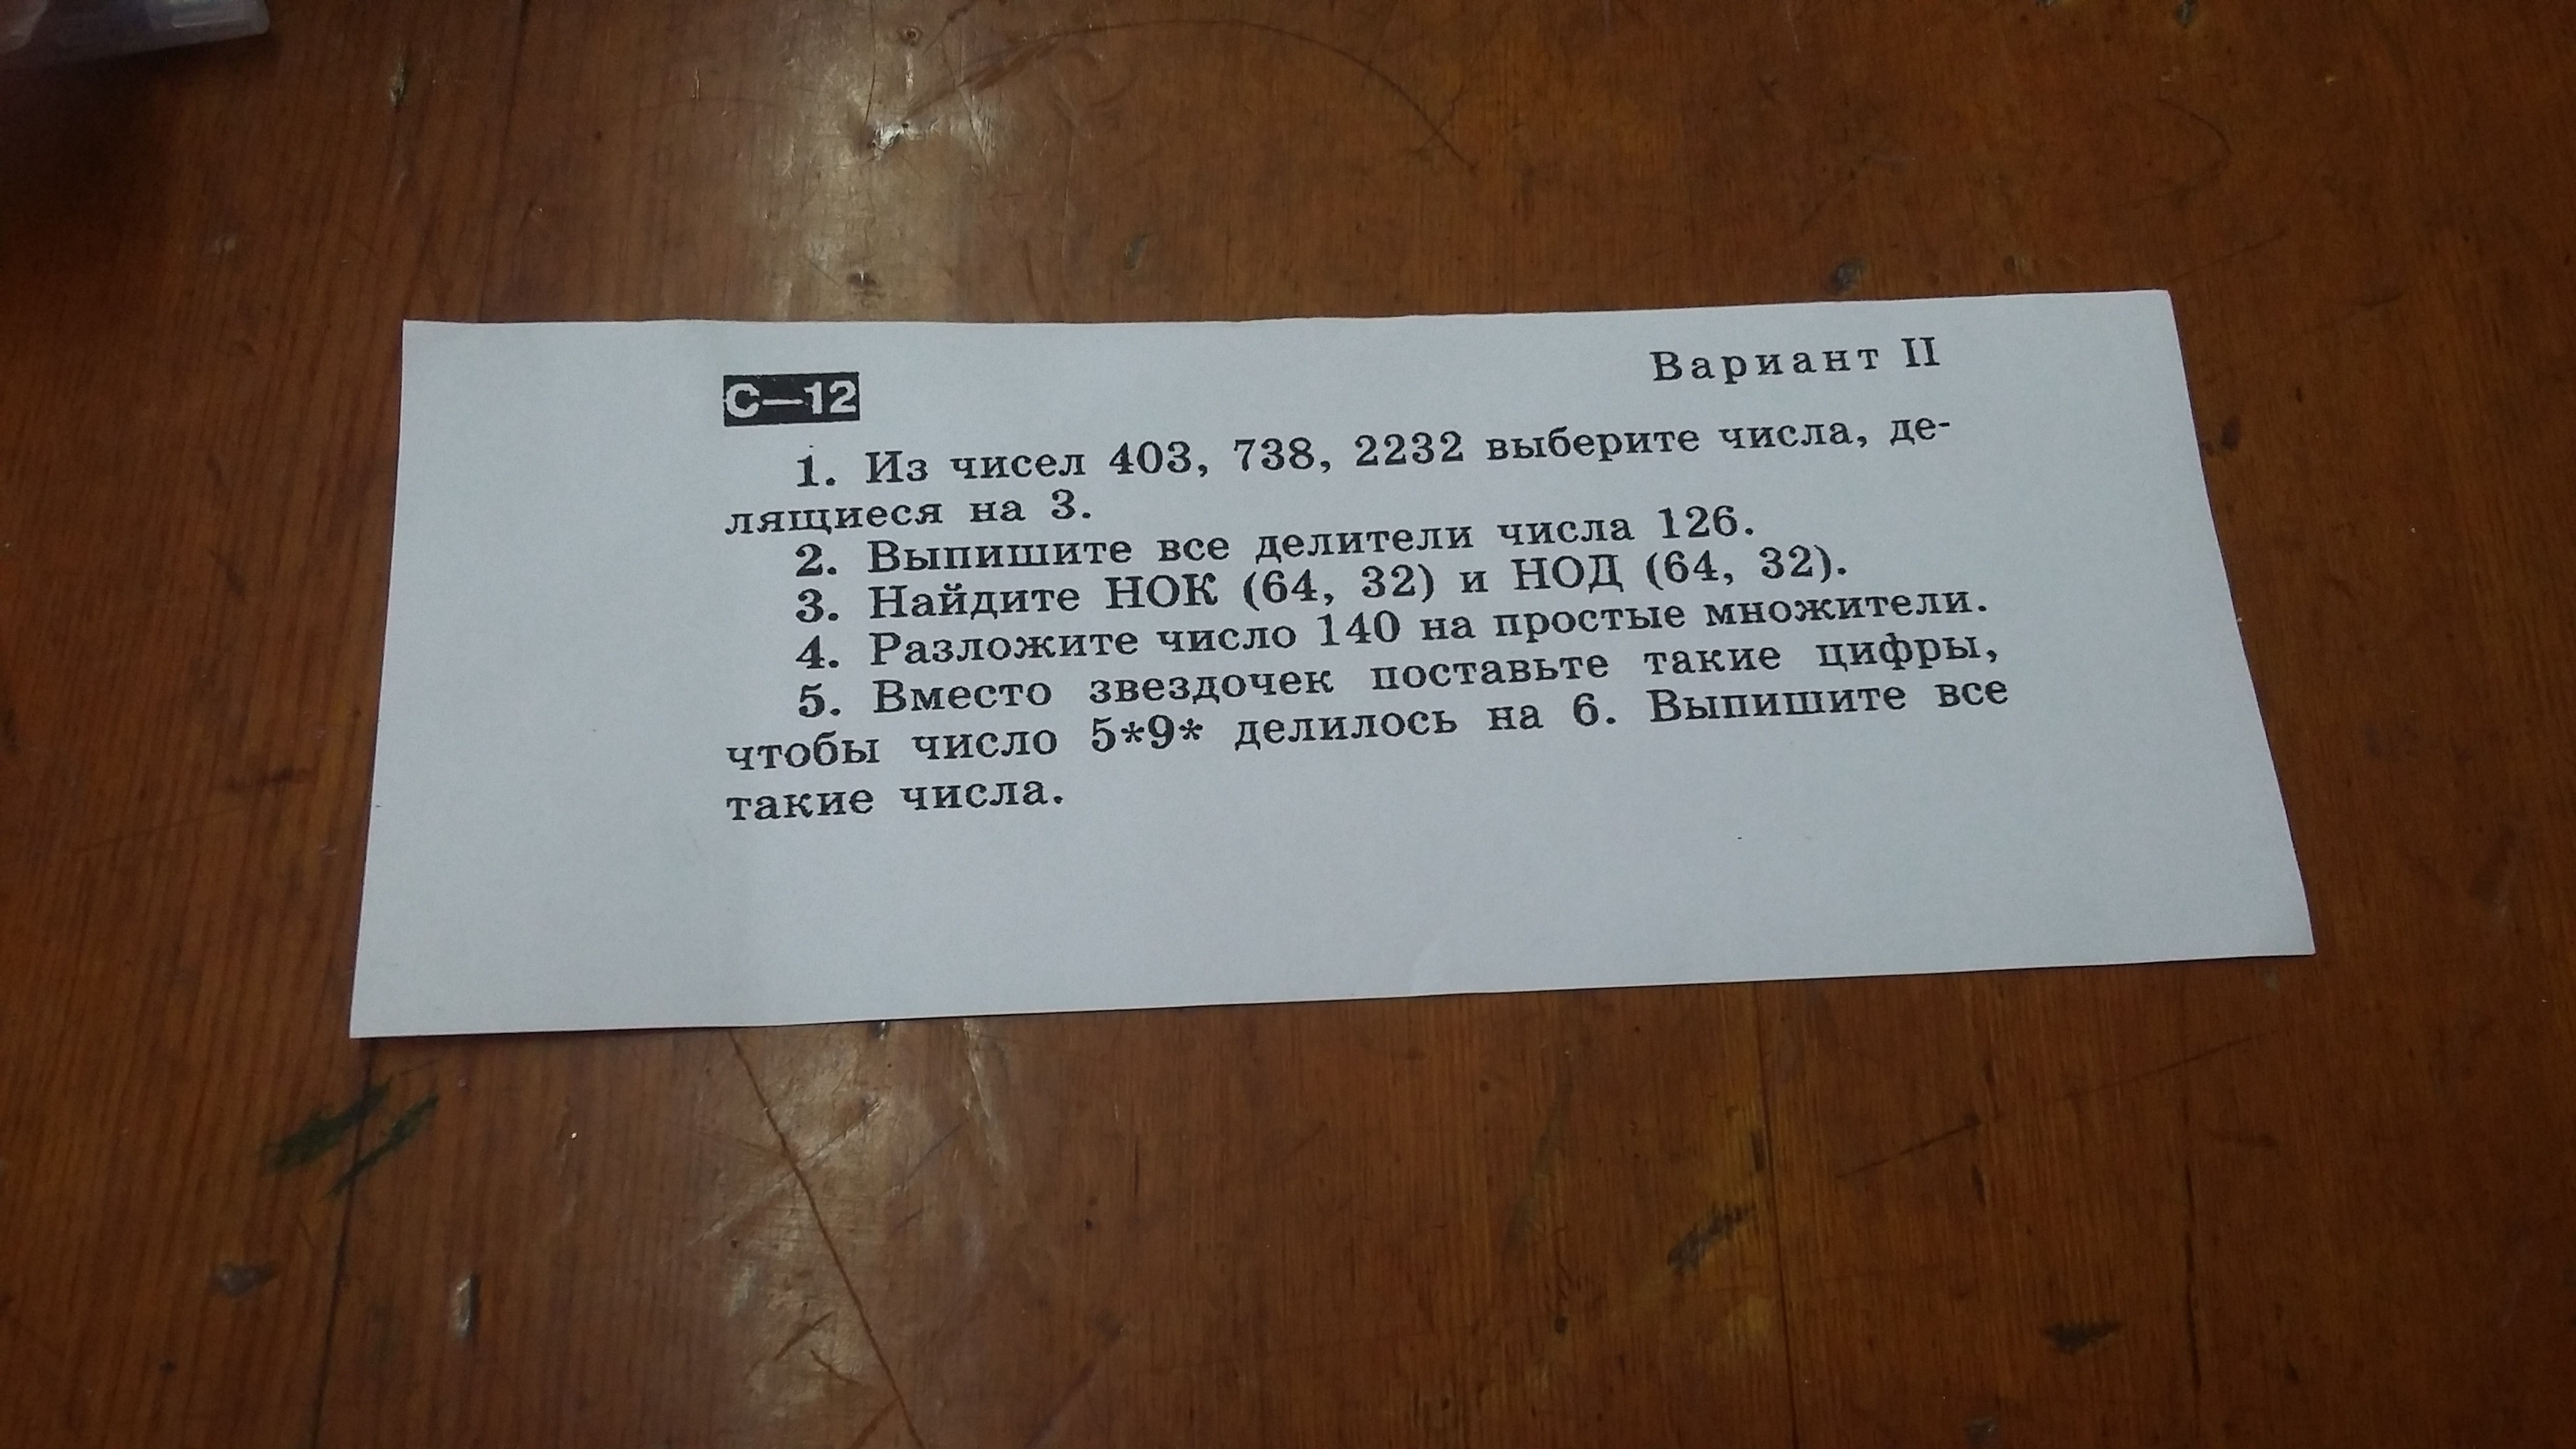 Вариант II
С—12
1. Из чисел 403, 738, 2232 выберите числа, де-
лящиеся на 3.
2. Выпишите все делители числа 126.
3. Найдите НОК (64, 32) и НОД (64, 32).
4. Разложите число 140 на простые множители.
5. Вместо звездочек поставьте такие цифры,
чтобы число 5*9* делилось на 6. Выпишите все
такие числа.